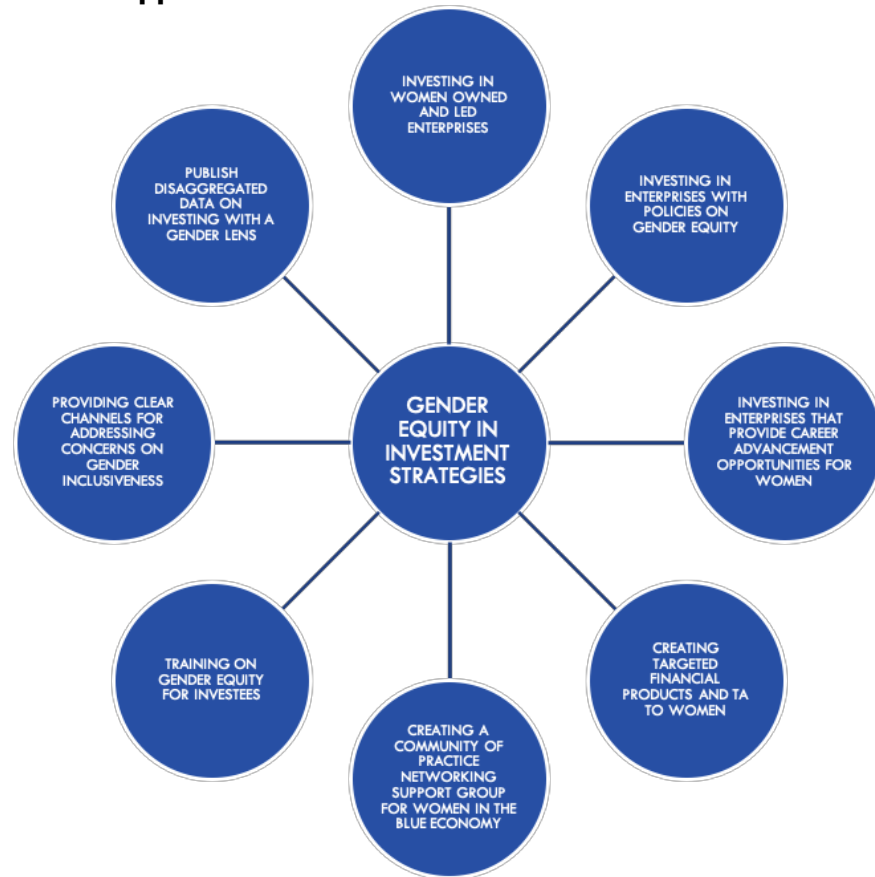 INVESTING IN
WOMEN OWNED
AND LED
ENTERPRISES
INVESTING IN
ENTERPRISES WITH
POLICIES ON
GENDER EQUITY
INVESTING IN
ENTERPRISES THAT
PROVIDE CAREER
ADVANCEMENT
OPPORTUNITIES FOR
WOMEN
CREATING
TARGETED
FINANCIAL
PRODUCTS AND TA
TO WOMEN
CREATING A
COMMUNITY OF
PRACTICE
NETWORKING
SUPPORT GROUP
FOR WOMEN IN THE
BLUE ECONOMY
TRAINING ON
GENDER EQUITY
FOR INVESTEES
PROVIDING CLEAR
CHANNELS FOR
ADDRESSING
CONCERNS ON
GENDER
INCLUSIVENESS
PUBLISH
DISAGGREGATED
DATA ON
INVESTING WITH A
GENDER LENS
GENDER
EQUITY IN
INVESTMENT
STRATEGIES